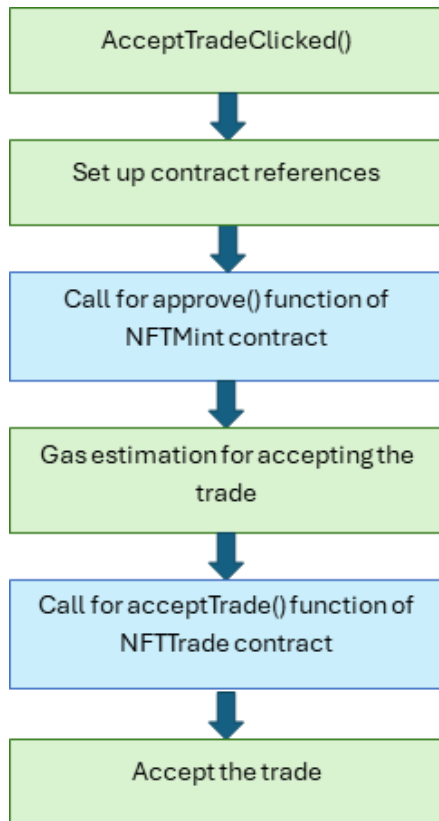 AcceptTradeClicked()
Set up contract references
Call for approve() function of
NFTMint contract
Gas estimation for accepting the
trade
Call for acceptTrade() function of
NFTTrade contract
Accept the trade